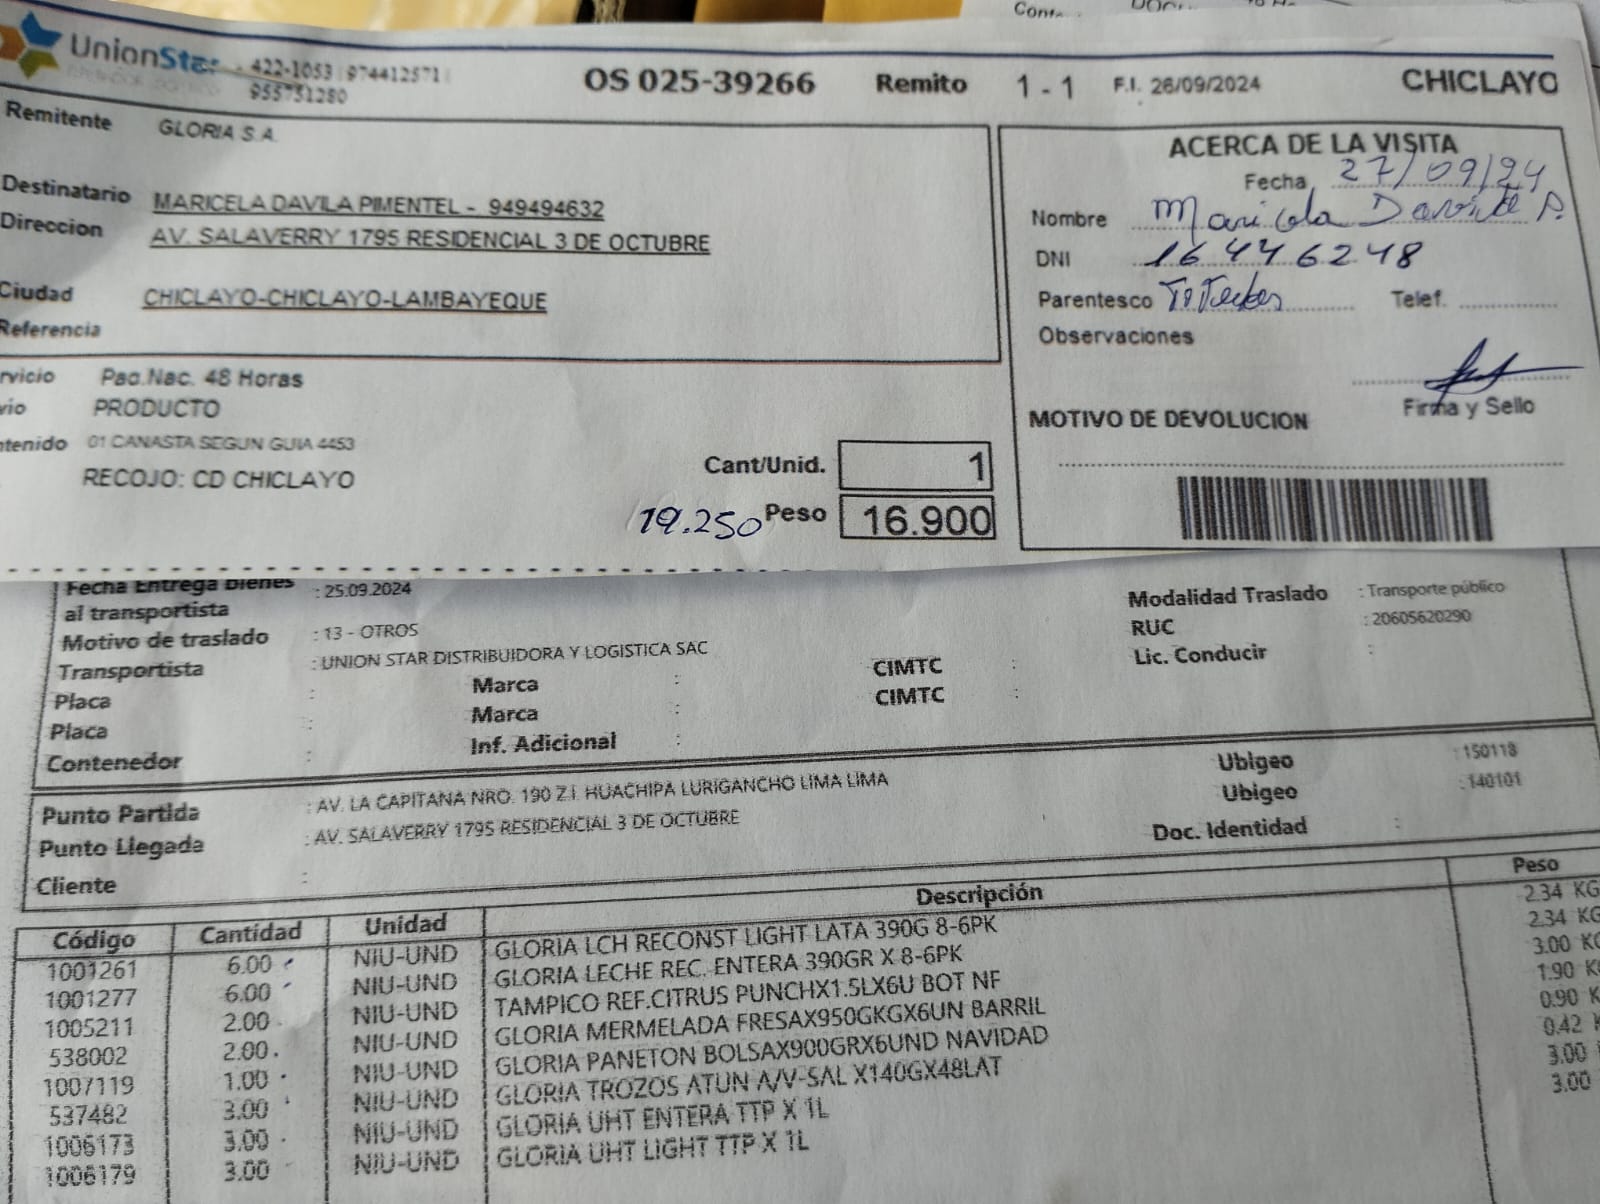 UnionStar
422-1053 974412571
955751280
OS 025-39266
Remito
1 - 1
F.I. 26/09/2024
CHICLAYO
Remitente GLORIA S.A.
Destinatario MARICELA DAVILA PIMENTEL - 949494632
Direccion AV. SALAVERRY 1795 RESIDENCIAL 3 DE OCTUBRE
Ciudad CHICLAYO-CHICLAYO-LAMBAYEQUE
Referencia
rvicio Paq.Nac. 48 Horas
vio PRODUCTO
ntenido 01 CANASTA SEGUN GUIA 4453
RECOJO: CD CHICLAYO
Cant/Unid. 1
19.250 Peso 16.900
ACERCA DE LA VISITA
Fecha 27/09/24
Nombre Maricela Davila P.
DNI 16446248
Parentesco Telef.
Observaciones
Firma y Sello
MOTIVO DE DEVOLUCION
Fecha Entrega Bienes : 25.09.2024
al transportista
Motivo de traslado : 13 - OTROS
Transportista : UNION STAR DISTRIBUIDORA Y LOGISTICA SAC
Placa : Marca : CIMTC :
Placa : Marca : CIMTC :
Contenedor : Inf. Adicional :
Modalidad Traslado : Transporte público
RUC : 20605620290
Lic. Conducir :
Punto Partida : AV. LA CAPITANA NRO. 190 Z.I. HUACHIPA LURIGANCHO LIMA LIMA Ubigeo : 150118
Punto Llegada : AV. SALAVERRY 1795 RESIDENCIAL 3 DE OCTUBRE Ubigeo : 140101
Cliente : Doc. Identidad :
Código Cantidad Unidad Descripción Peso
1001261 6.00 NIU-UND GLORIA LCH RECONST LIGHT LATA 390G 8-6PK 2.34 KG
1001277 6.00 NIU-UND GLORIA LECHE REC. ENTERA 390GR X 8-6PK 2.34 KG
1005211 2.00 NIU-UND TAMPICO REF.CITRUS PUNCHX1.5LX6U BOT NF 3.00 KG
538002 2.00 NIU-UND GLORIA MERMELADA FRESAX950GKGX6UN BARRIL 1.90 K
1007119 1.00 NIU-UND GLORIA PANETON BOLSAX900GRX6UND NAVIDAD 0.90 K
537482 3.00 NIU-UND GLORIA TROZOS ATUN A/V-SAL X140GX48LAT 0.42 K
1006173 3.00 NIU-UND GLORIA UHT ENTERA TTP X 1L 3.00
1006179 3.00 NIU-UND GLORIA UHT LIGHT TTP X 1L 3.00